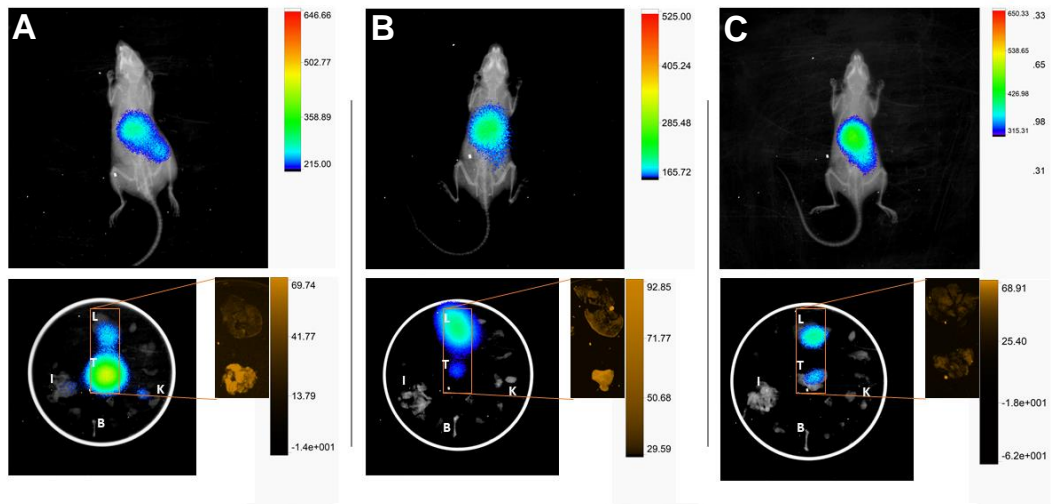 A
646.66
502.77
358.89
215.00
B
525.00
405.24
285.48
165.72
C
650.33
538.65
426.98
315.31
.33
.65
.98
.31
L
T
I
K
B
69.74
41.77
13.79
-1.4e+001
L
T
I
K
B
92.85
71.77
50.68
29.59
L
T
I
K
B
68.91
25.40
-1.8e+001
-6.2e+001